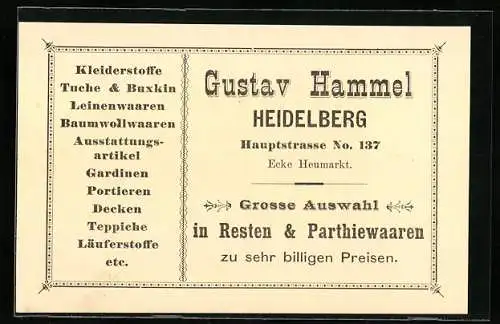 Kleiderstoffe
Tuche & Buxkin
Leinenwaaren
Baumwollwaaren
Ausstattungs-
artikel
Gardinen
Portieren
Decken
Teppiche
Läuferstoffe
etc.
Gustav Hammel
HEIDELBERG
Hauptstrasse No. 137
Ecke Heumarkt.
Grosse Auswahl
in Resten & Parthiewaaren
zu sehr billigen Preisen.